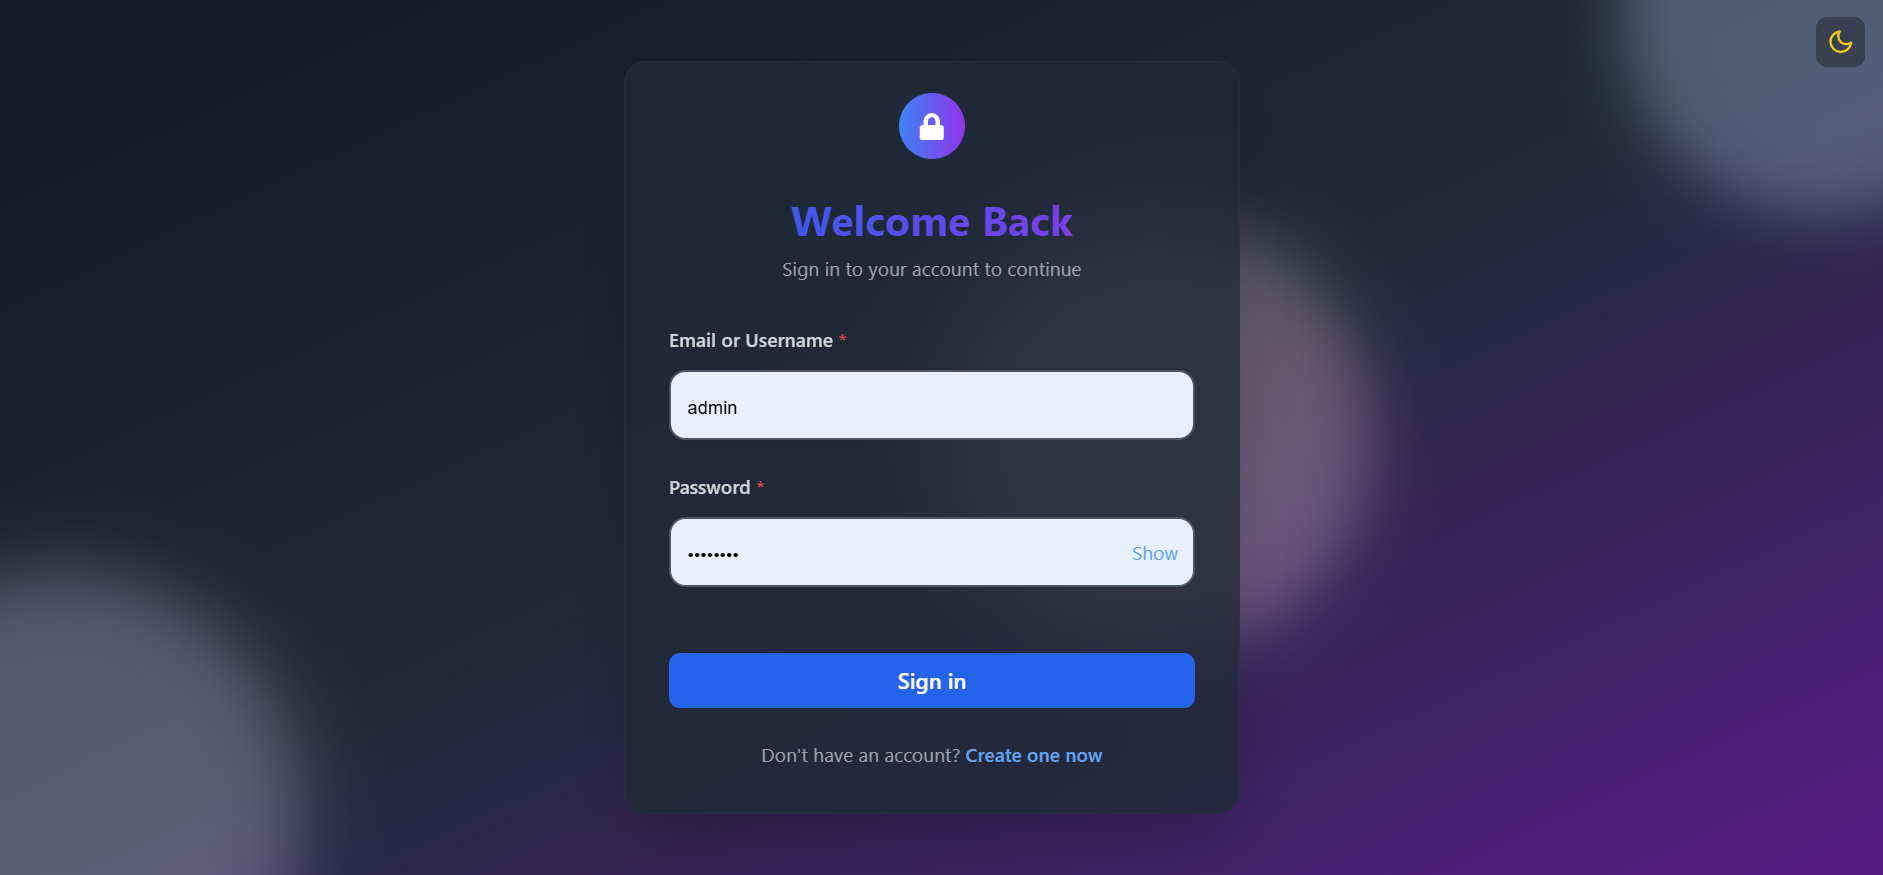 Welcome Back
Sign in to your account to continue
Email or Username *
admin
Password *
••••••••
Show
Sign in
Don't have an account? Create one now